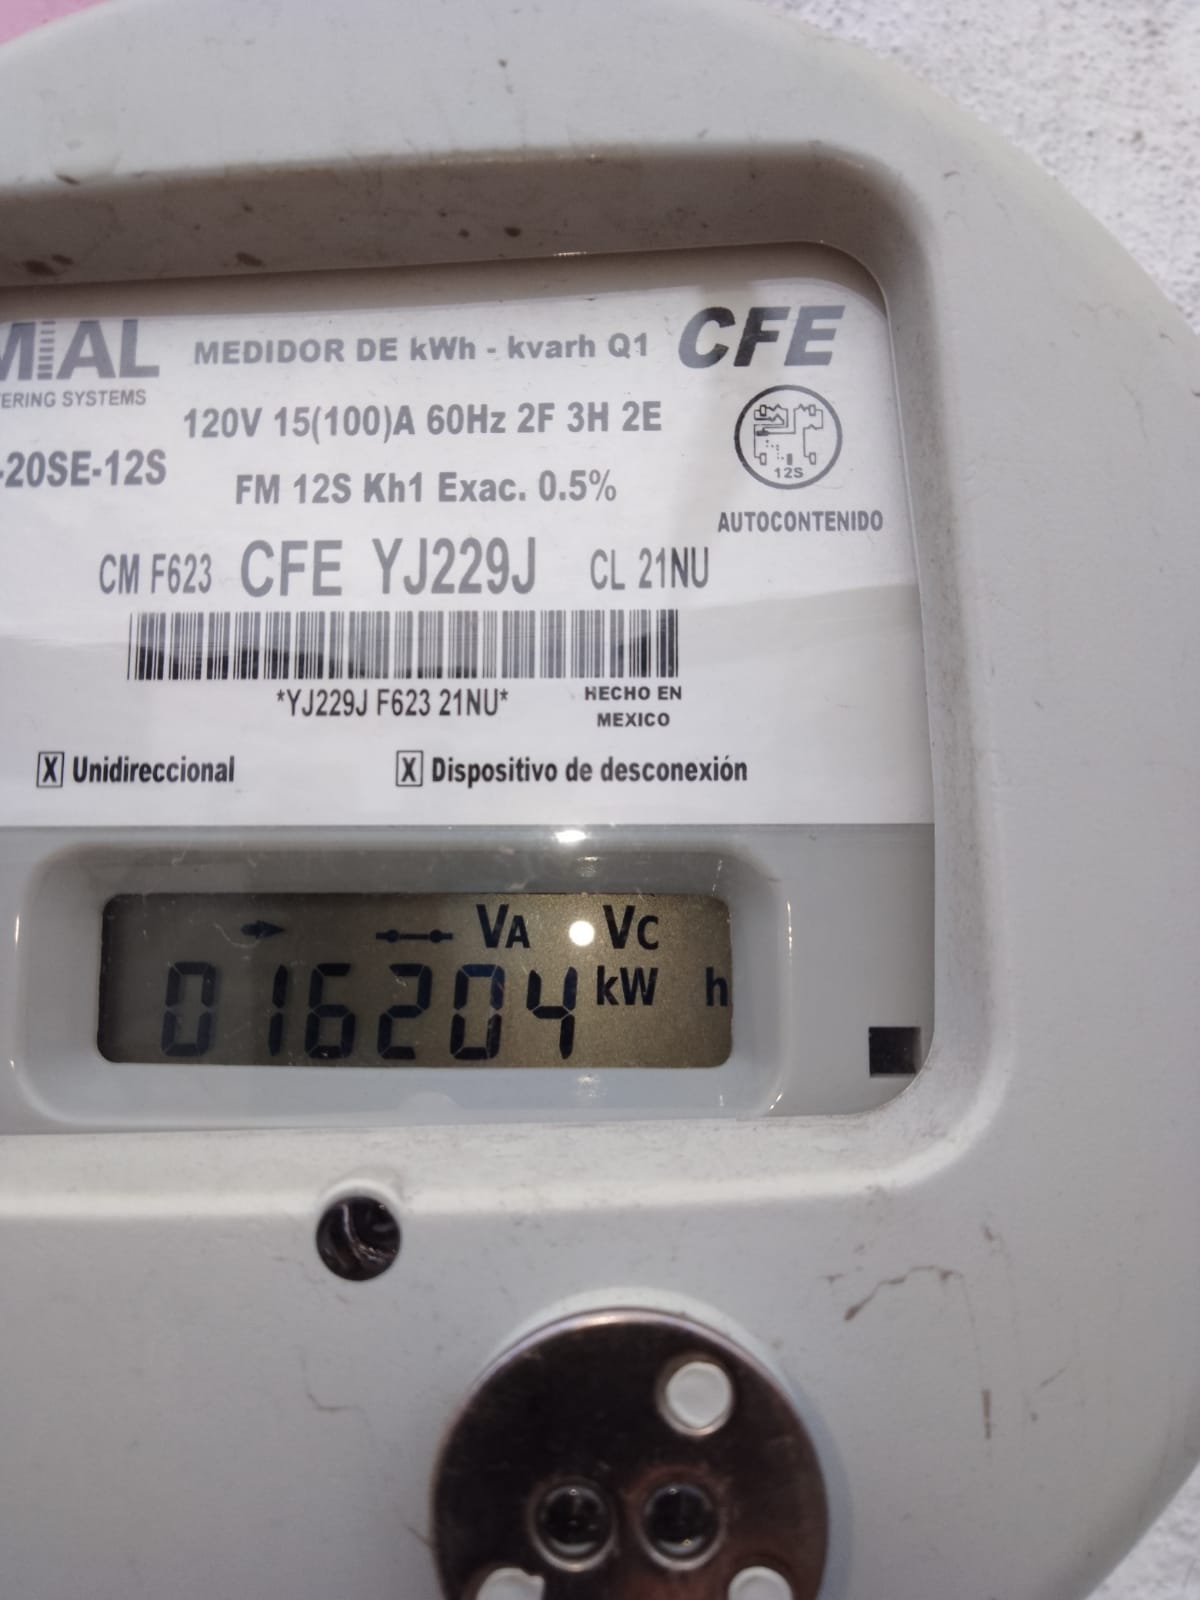 MIAL
MEDIDOR DE kWh - kvarh Q1
CFE
ERING SYSTEMS
120V 15(100)A 60Hz 2F 3H 2E
-20SE-12S
FM 12S Kh1 Exac. 0.5%
12S
AUTOCONTENIDO
CM F623 CFE YJ229J CL 21NU
*YJ229J F623 21NU*
HECHO EN
MEXICO
X Unidireccional
X Dispositivo de desconexión
VA VC
016204 kW h